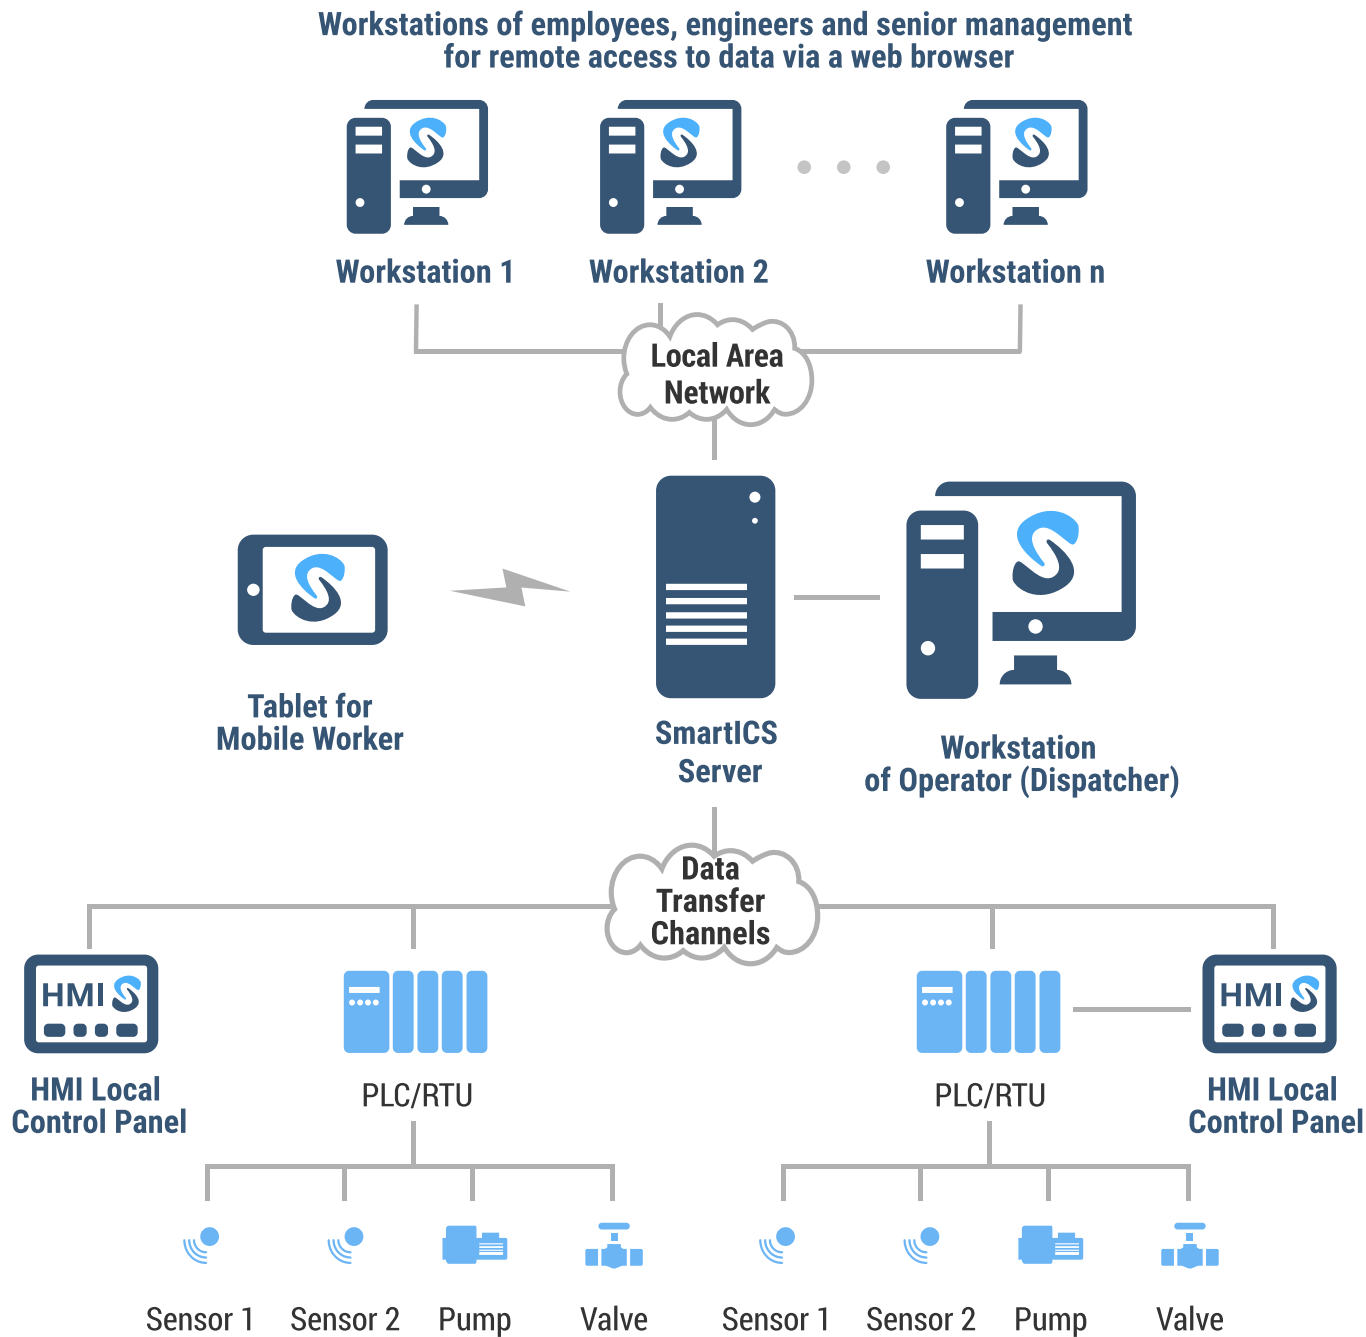 Workstations of employees, engineers and senior management
for remote access to data via a web browser
Workstation 1
Workstation 2
Workstation n
Local Area
Network
Tablet for
Mobile Worker
SmartICS
Server
Workstation
of Operator (Dispatcher)
Data
Transfer
Channels
HMI
HMI
HMI Local
Control Panel
PLC/RTU
PLC/RTU
HMI Local
Control Panel
Sensor 1
Sensor 2
Pump
Valve
Sensor 1
Sensor 2
Pump
Valve